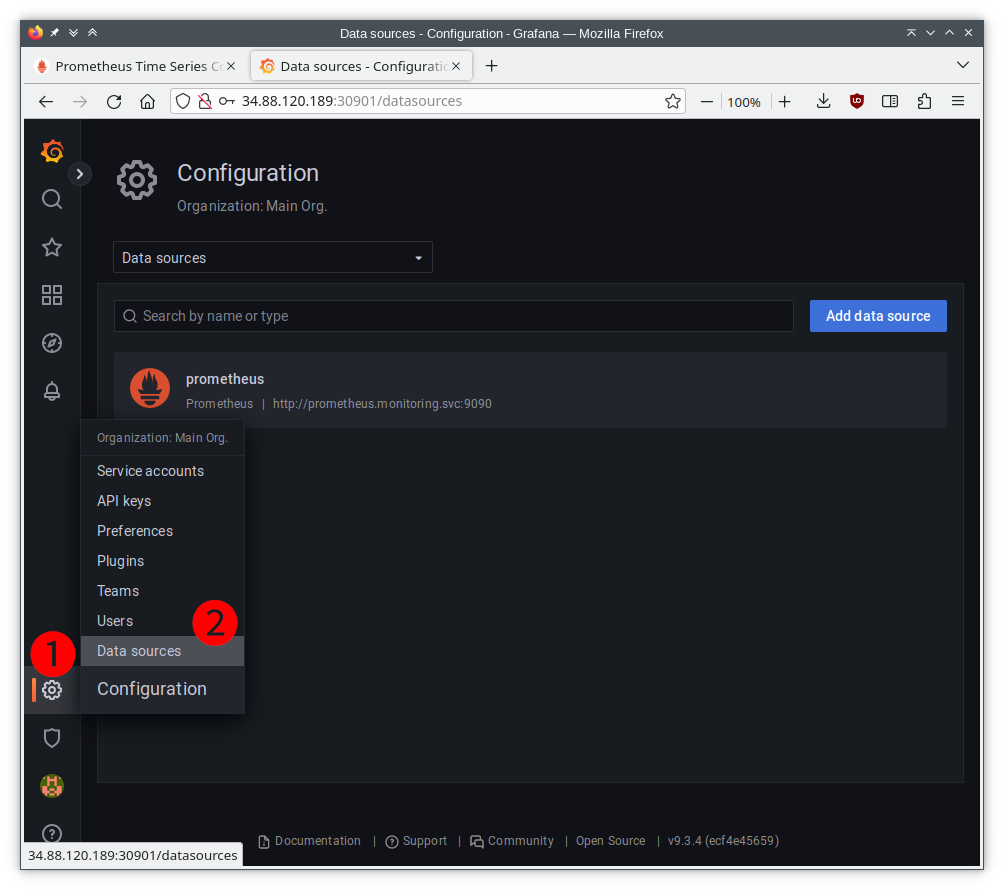 Data sources - Configuration - Grafana — Mozilla Firefox
Prometheus Time Series Co
Data sources - Configuratio
34.88.120.189:30901/datasources
100%
Configuration
Organization: Main Org.
Data sources
Search by name or type
Add data source
prometheus
Prometheus | http://prometheus.monitoring.svc:9090
Organization: Main Org.
Service accounts
API keys
Preferences
Plugins
Teams
Users
2
Data sources
1
Configuration
Documentation | Support | Community | Open Source | v9.3.4 (ecf4e45659)
34.88.120.189:30901/datasources